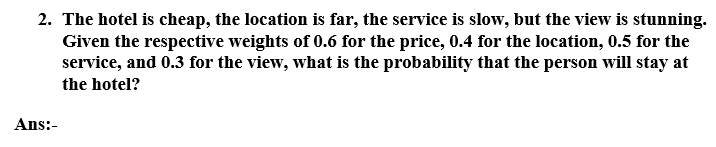 2. The hotel is cheap, the location is far, the service is slow, but the view is stunning.
Given the respective weights of 0.6 for the price, 0.4 for the location, 0.5 for the
service, and 0.3 for the view, what is the probability that the person will stay at
the hotel?
Ans:-